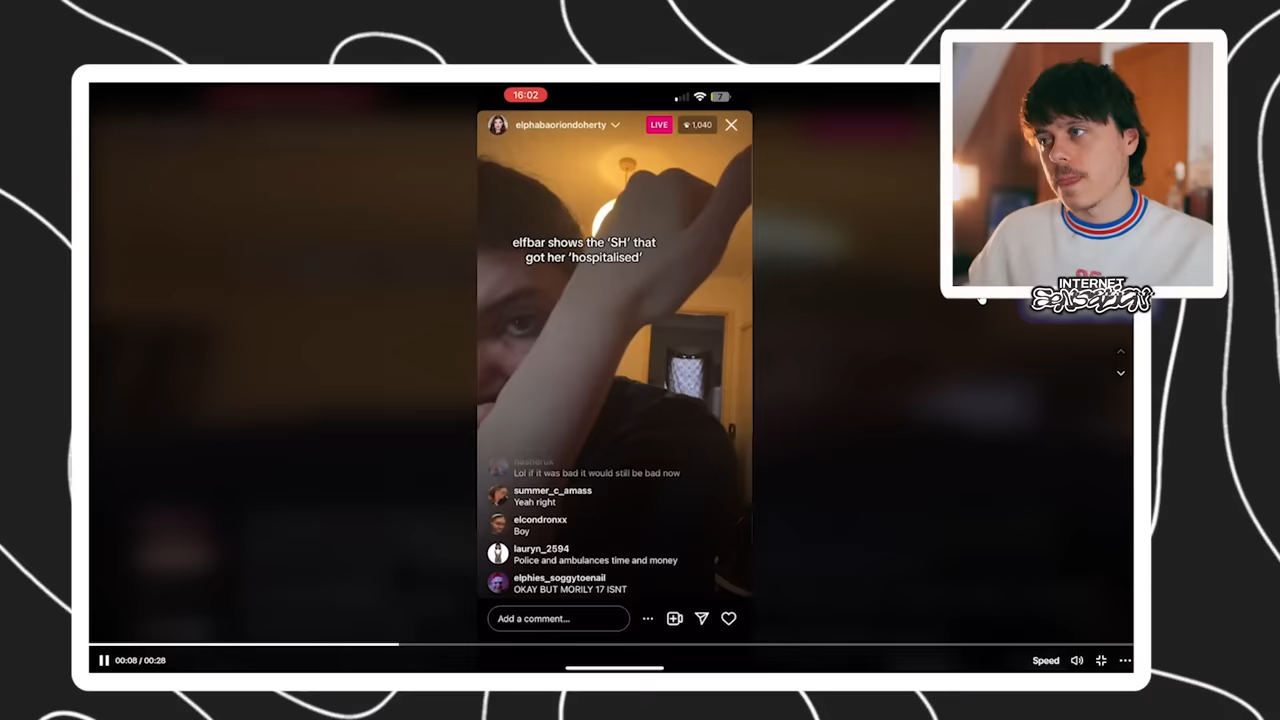 16:02
7
elphabaoriondoherty
LIVE
1,040
elfbar shows the ‘SH’ that
got her ‘hospitalised’
Lol if it was bad it would still be bad now
summer_c_amass
Yeah right
elcondronxx
Boy
lauryn_2594
Police and ambulances time and money
elphies_soggytoenail
OKAY BUT MORILY 17 ISNT
Add a comment...
00:08 / 00:28
Speed
INTERNET
SENSATION